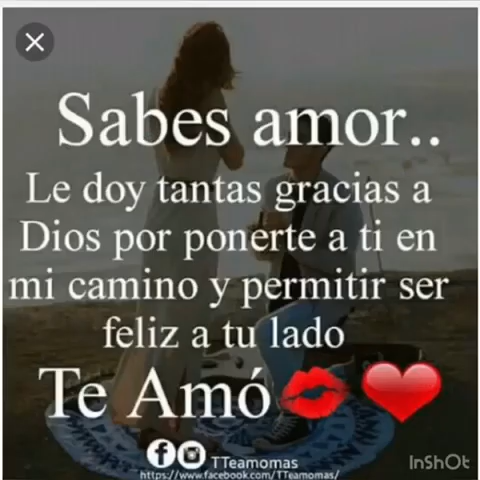 Sabes amor..
Le doy tantas gracias a
Dios por ponerte a ti en
mi camino y permitir ser
feliz a tu lado
Te Amó
TTeamomas
https://www.facebook.com/TTeamomas/
InShOt